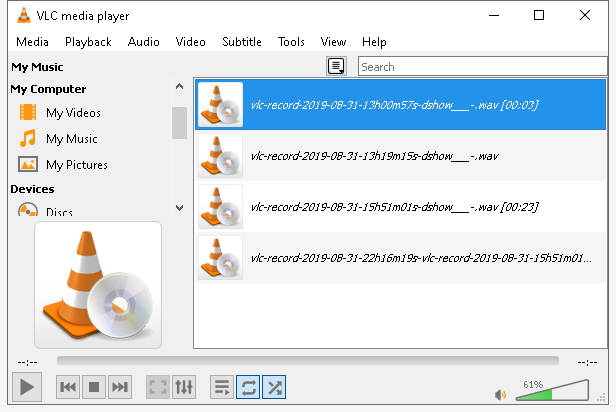 VLC media player
Media Playback Audio Video Subtitle Tools View Help
My Music
Search
My Computer
My Videos
My Music
My Pictures
Devices
Discs
vlc-record-2019-08-31-13h00m57s-dshow___-,wav [00:03]
vlc-record-2019-08-31-13h19m15s-dshow___-,wav
vlc-record-2019-08-31-15h51m01s-dshow___-,wav [00:23]
vlc-record-2019-08-31-22h16m19s-vlc-record-2019-08-31-15h51m01...
--:-- --:--
61%